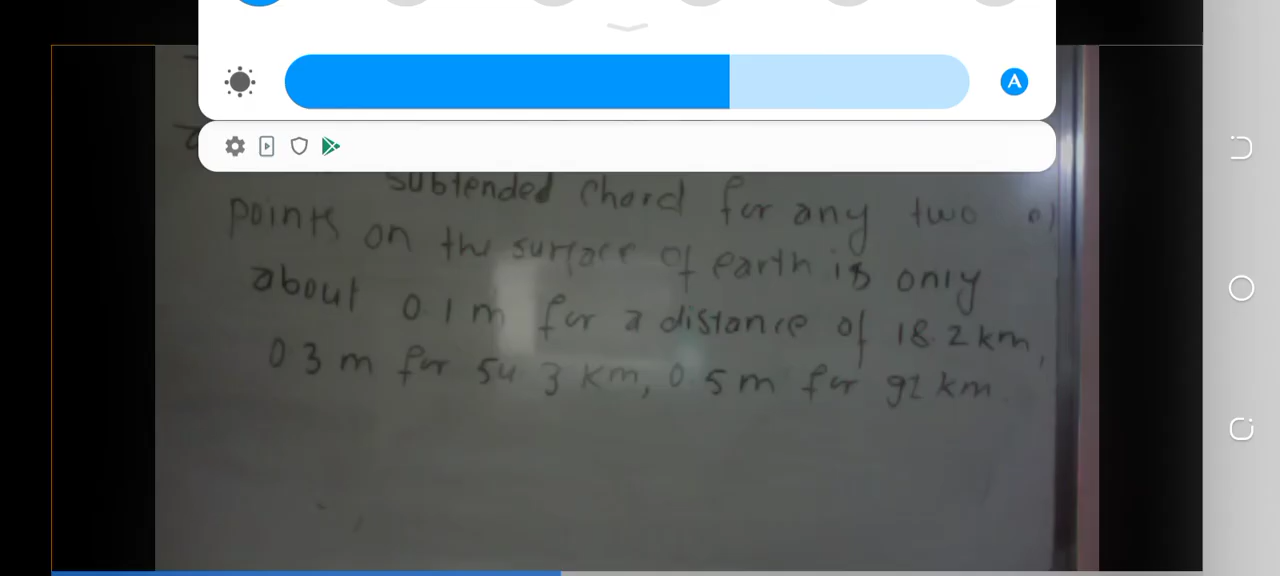 A
subtended chord for any two
points on the surface of earth is only
about 0.1 m for a distance of 18.2 km,
0.3 m for 54.3 km, 0.5 m for 91 km